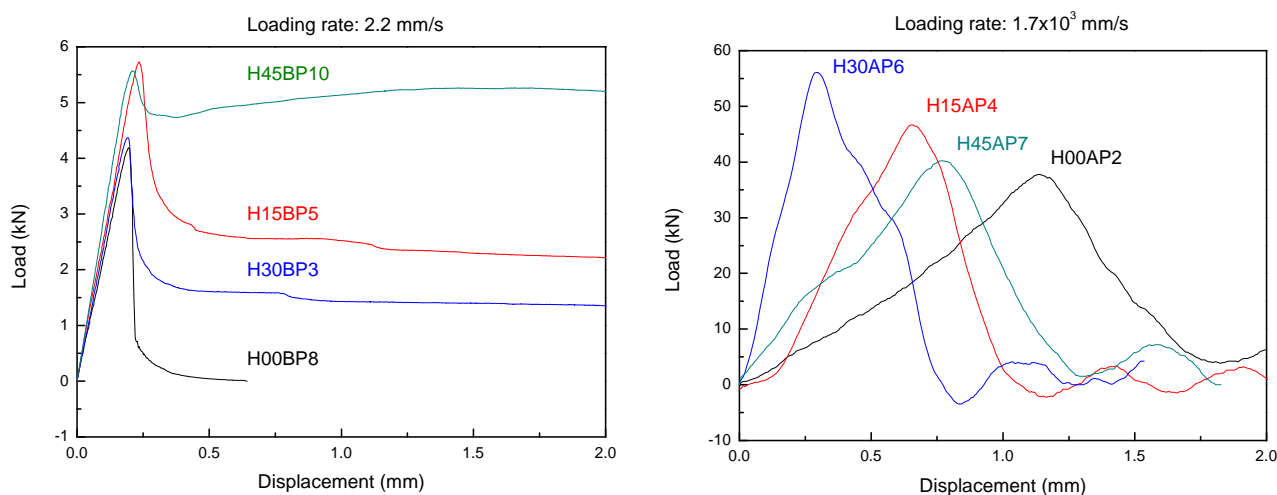 Loading rate: 2.2 mm/s
6
5
4
3
2
1
0
-1
Load (kN)
H45BP10
H15BP5
H30BP3
H00BP8
0.0 0.5 1.0 1.5 2.0
Displacement (mm)
Loading rate: 1.7x10³ mm/s
60
50
40
30
20
10
0
-10
Load (kN)
H30AP6
H15AP4
H45AP7
H00AP2
0.0 0.5 1.0 1.5 2.0
Displacement (mm)